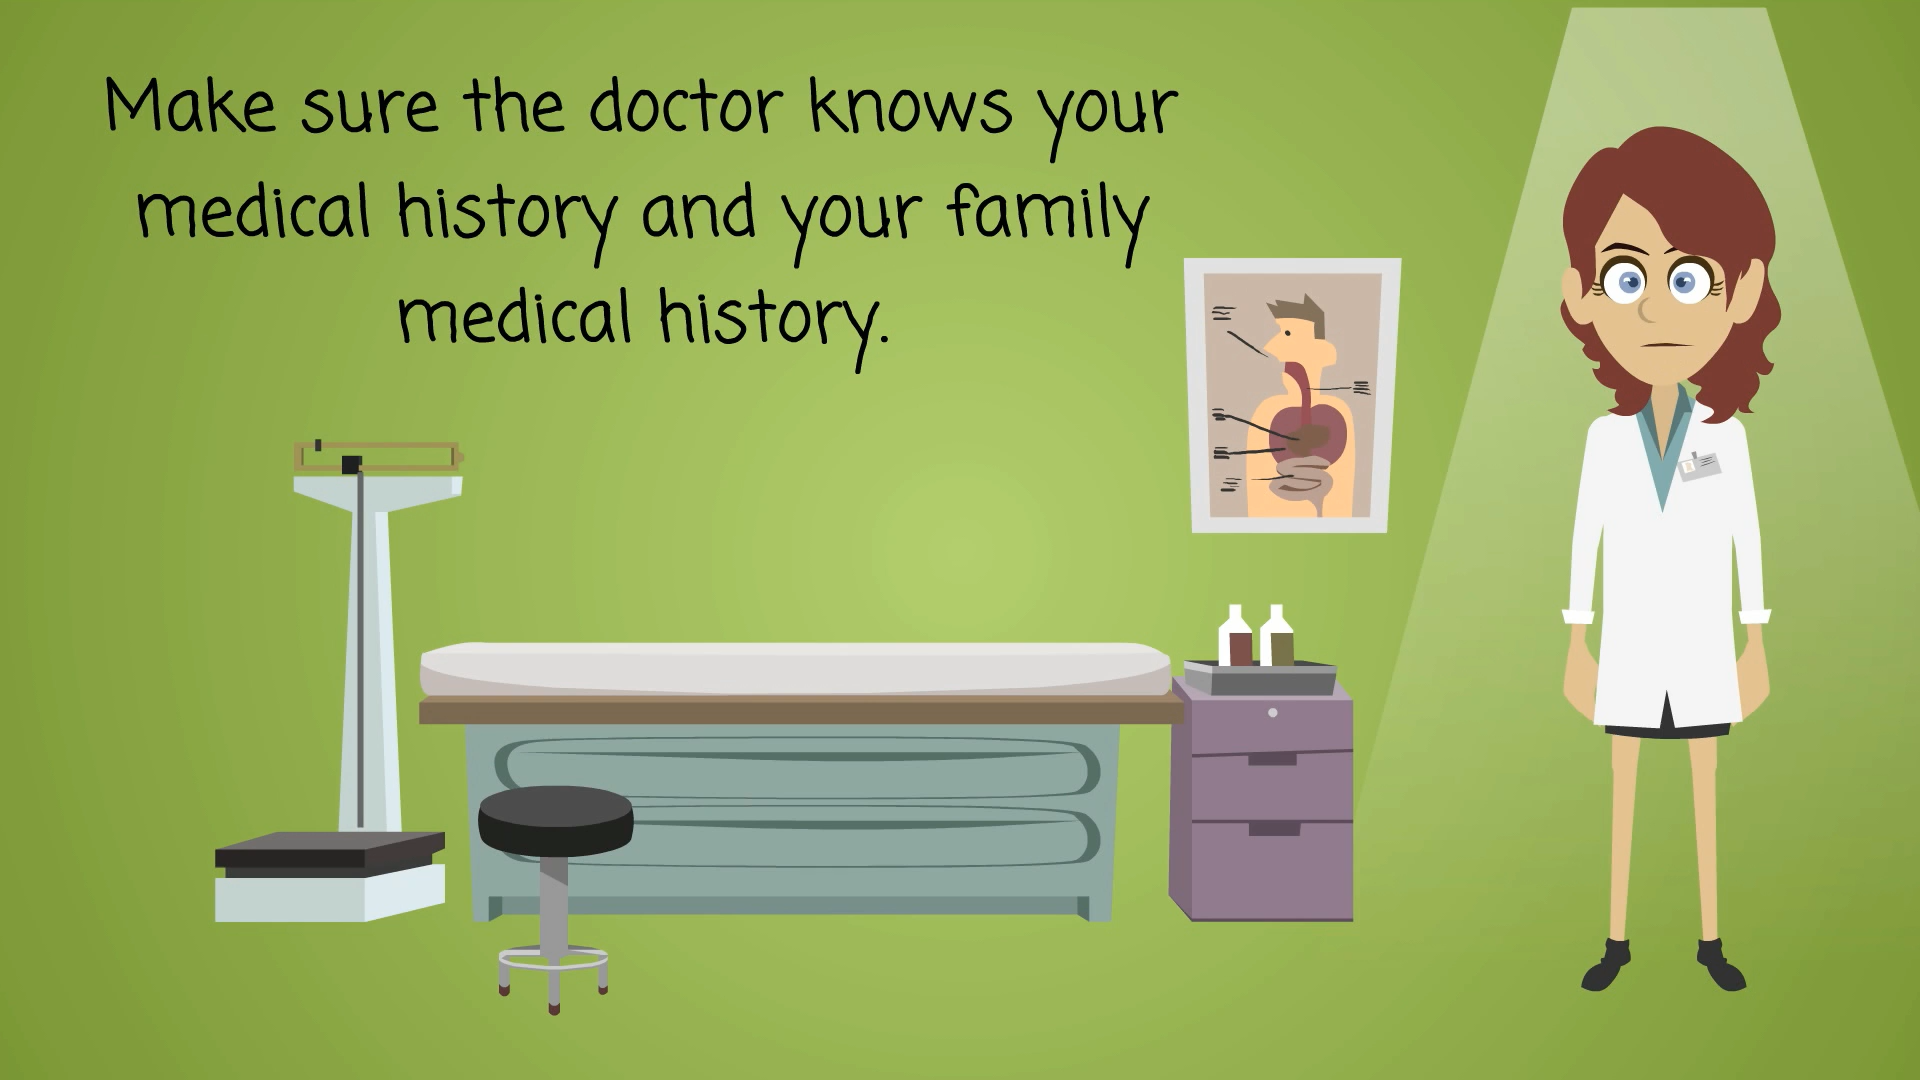 Make sure the doctor knows your
medical history and your family
medical history.